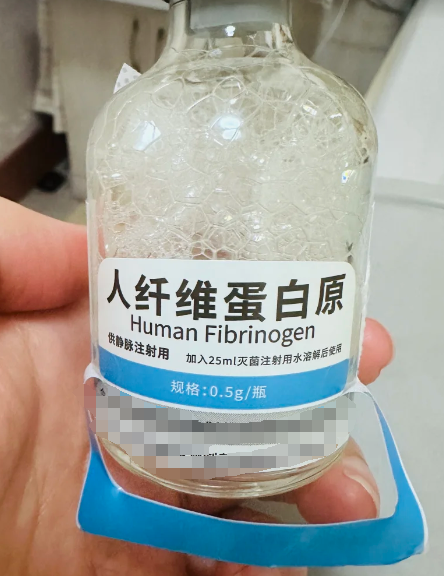 人纤维蛋白原
Human Fibrinogen
供静脉注射用 加入25ml灭菌注射用水溶解后使用
规格:0.5g/瓶